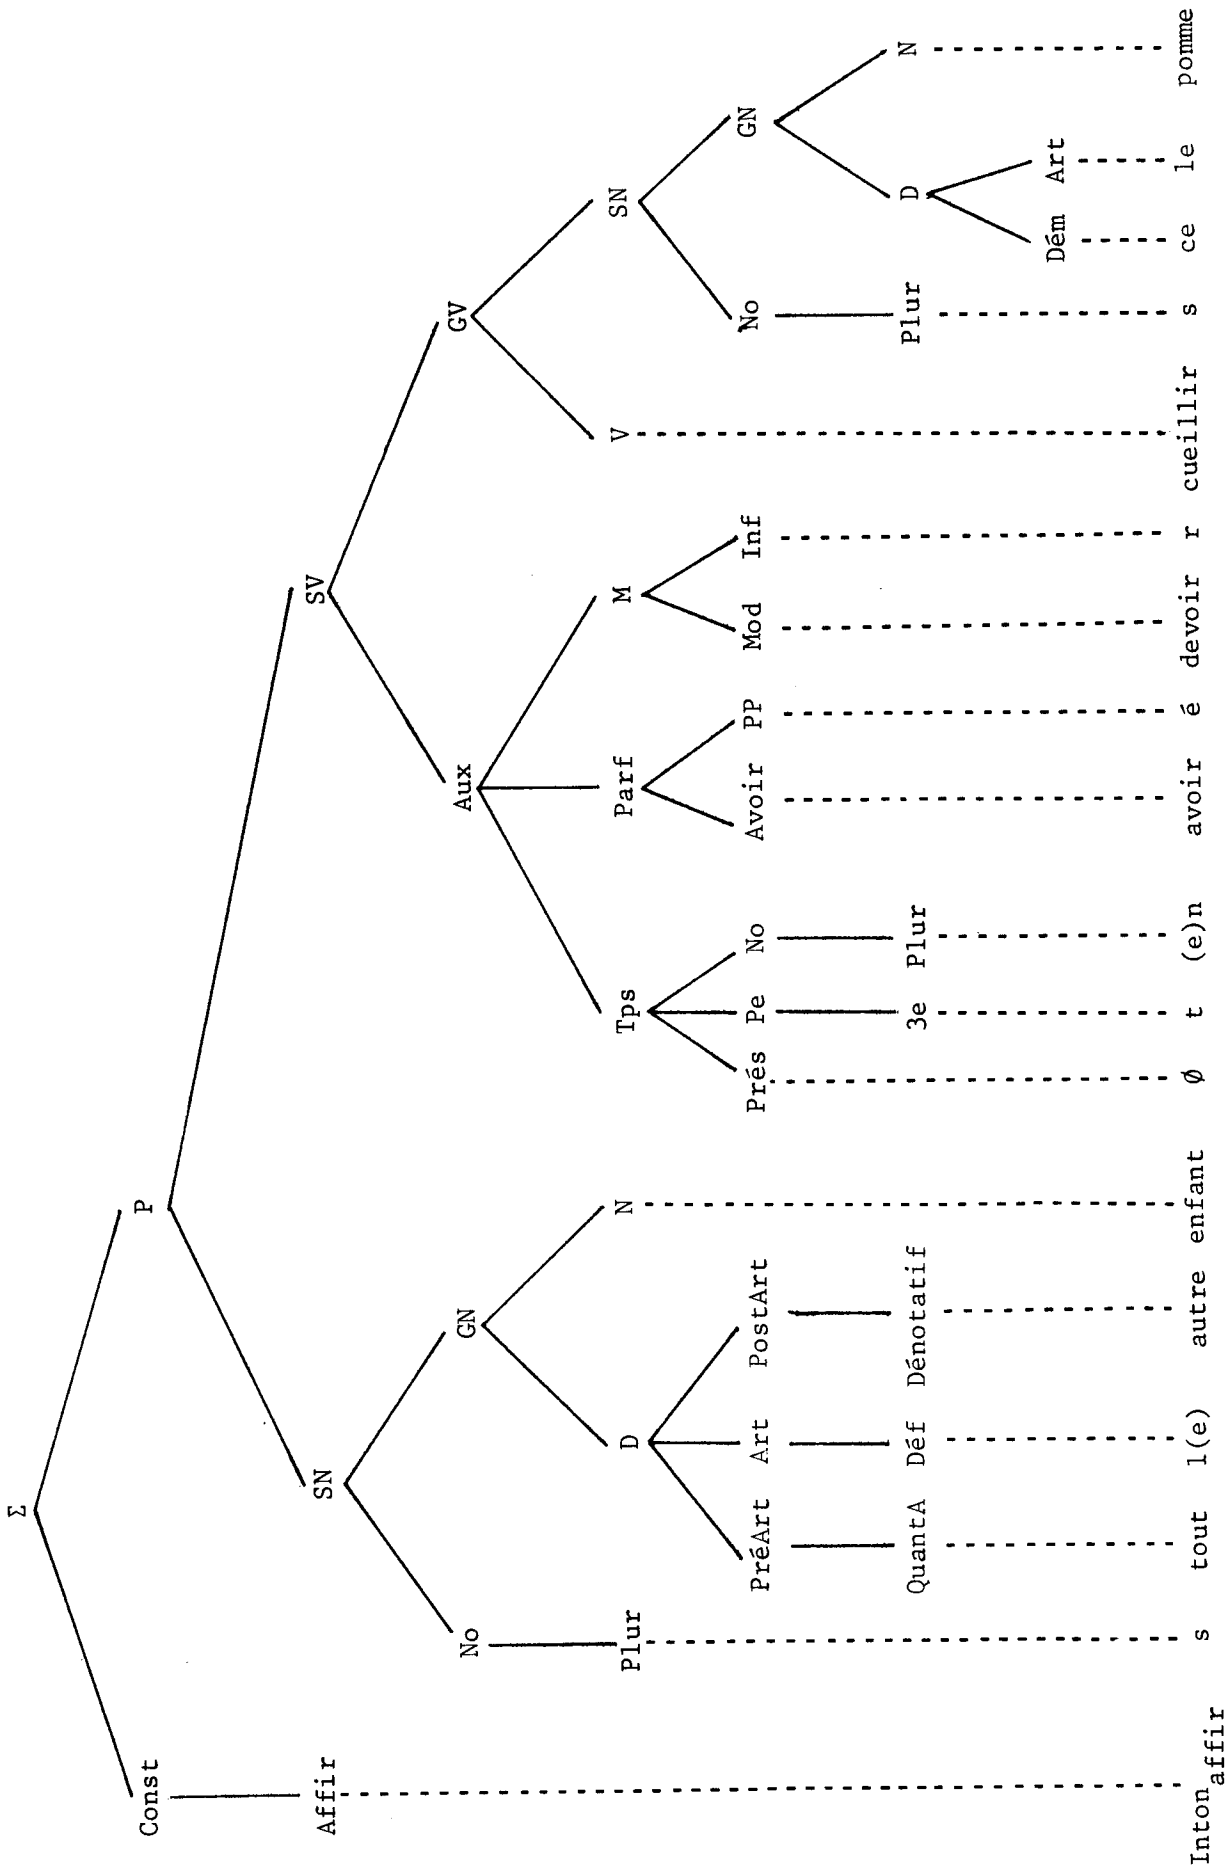 Σ
Const P
Affir SN SV
No GN Aux GV
Plur D N Tps Parf M V SN
PréArt Art PostArt Prés Pe No Avoir PP Mod Inf No GN
QuantA Déf Dénotatif 3e Plur Plur D N
Dém Art
Inton affir s tout l(e) autre enfant ∅ t (e)n avoir é devoir r cueillir s ce le pomme